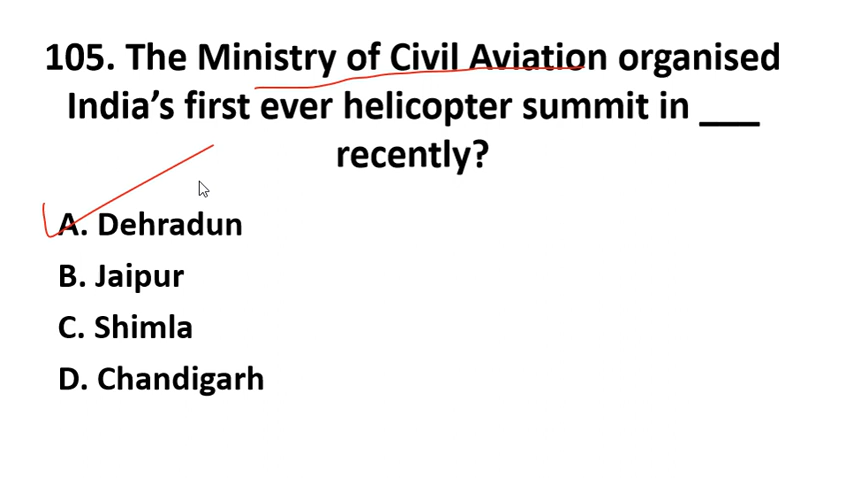 105. The Ministry of Civil Aviation organised
India’s first ever helicopter summit in ___
recently?
A. Dehradun
B. Jaipur
C. Shimla
D. Chandigarh